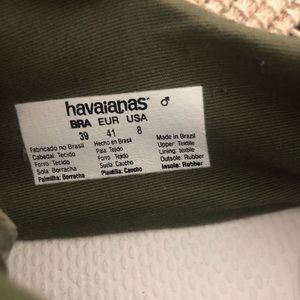 havaianas ♂
BRA EUR USA
39 41 8
Fabricado no Brasil Hecho en Brasil Made in Brazil
Cabedal: Tecido Pala: Tejido Upper: Textile
Forro: Tecido Forro: Tejido Lining: textile
Sola: Borracha Suela: Caucho Outsole: Rubber
Palmilha: Borracha Plantilla: Caucho Insole: Rubber